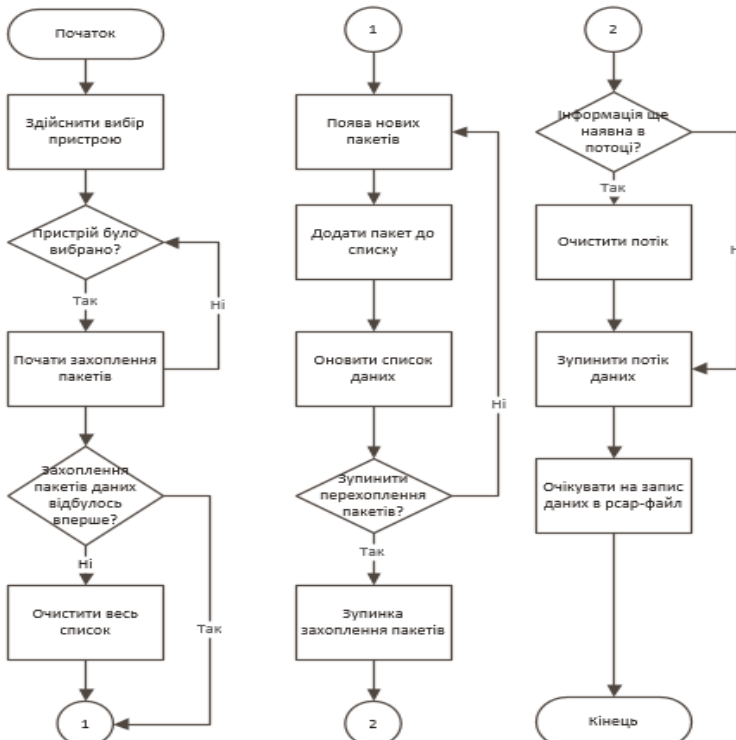 Початок
Здійснити вибір
пристрою
Пристрій було
вибрано?
Так
Ні
Почати захоплення
пакетів
Захоплення
пакетів даних
відбулось
вперше?
Ні
Так
Очистити весь
список
1
1
Поява нових
пакетів
Додати пакет до
списку
Оновити список
даних
Ні
Зупинити
перехоплення
пакетів?
Так
Зупинка
захоплення пакетів
2
2
Інформація ще
наявна в
потоці?
Так
Очистити потік
Зупинити потік
даних
Очікувати на запис
даних в pcap-файл
Кінець